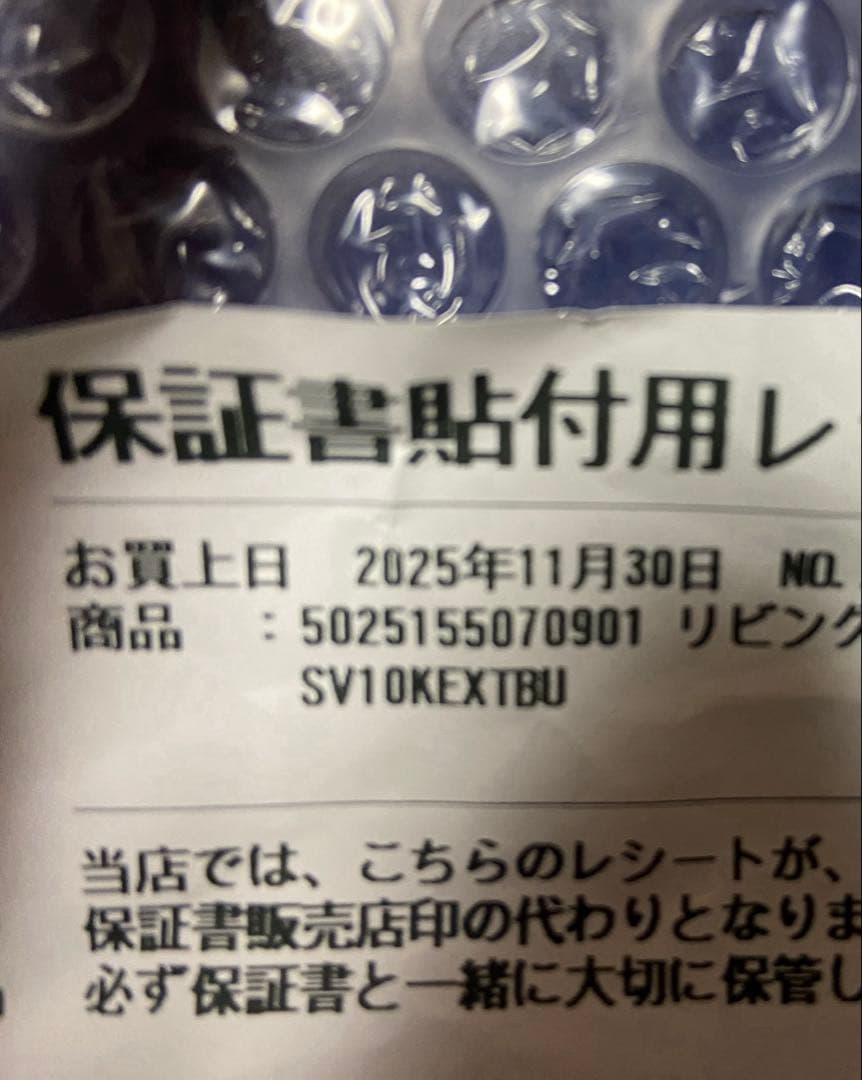 保証書貼付用レ
お買上日 2025年11月30日 NO.
商品 : 5025155070901 リビング
SV10KEXTBU
当店では、こちらのレシートが、
保証書販売店印の代わりとなりま
必ず保証書と一緒に大切に保管し